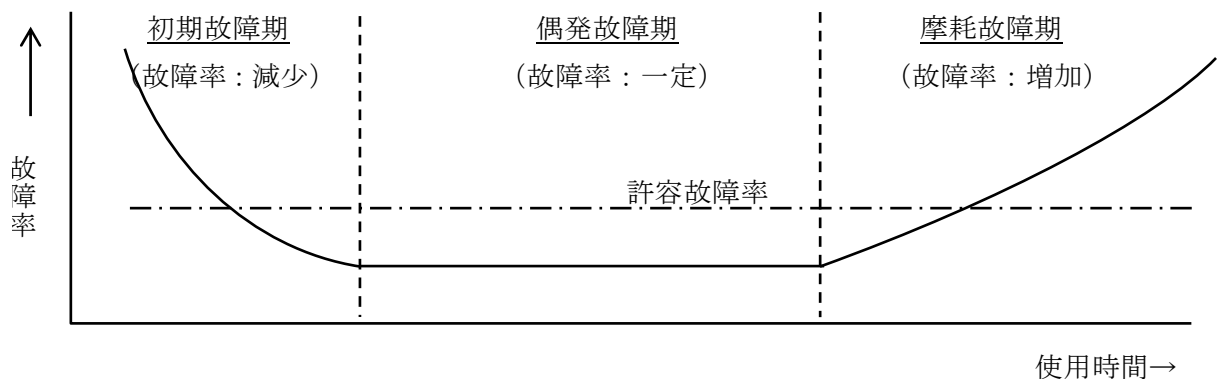 初期故障期
偶発故障期
摩耗故障期
(故障率：減少)
(故障率：一定)
(故障率：増加)
故障率
許容故障率
使用時間→